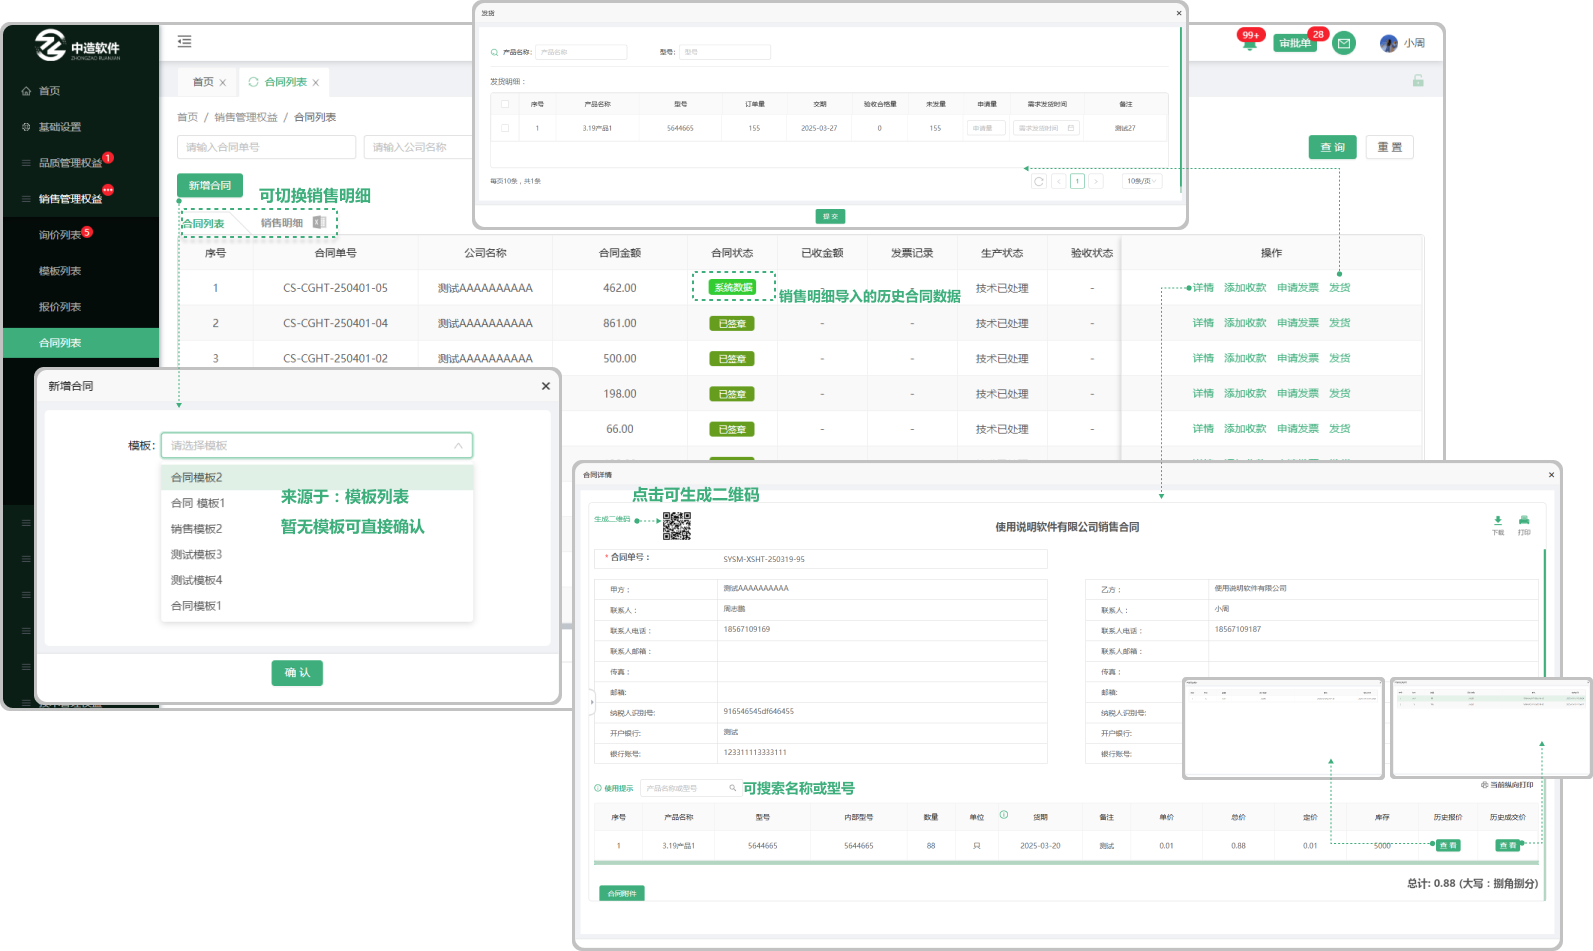 中造软件
ZHONGZAO RUANJIAN
首页
基础设置
品质管理权益
1
销售管理权益
询价列表
5
模板列表
报价列表
合同列表
99+
审批单
28
小周
首页 ×
合同列表 ×
首页 / 销售管理权益 / 合同列表
请输入合同单号
请输入公司名称
查 询
重 置
新增合同
可切换销售明细
合同列表
销售明细
序号 合同单号 公司名称 合同金额 合同状态 已收金额 发票记录 生产状态 验收状态 操作
1 CS-CGHT-250401-05 测试AAAAAAAAAA 462.00 系统数据 - - 技术已处理 - 详情 添加收款 申请发票 发货
销售明细导入的历史合同数据
2 CS-CGHT-250401-04 测试AAAAAAAAAA 861.00 已签章 - - 技术已处理 - 详情 添加收款 申请发票 发货
3 CS-CGHT-250401-02 测试AAAAAAAAAA 500.00 已签章 - - 技术已处理 - 详情 添加收款 申请发票 发货
198.00 已签章 - - 技术已处理 - 详情 添加收款 申请发票 发货
66.00 已签章 - - 技术已处理 - 详情 添加收款 申请发票 发货
发货 ×
产品名称: 产品名称
型号: 型号
发货明细：
序号 产品名称 型号 订单量 交期 验收合格量 未发量 申请量 需求发货时间 备注
1 3.19产品1 5644665 155 2025-03-27 0 155 申请量 需求发货时间 测试27
每页10条，共1条
< 1 > 10条/页
提 交
新增合同 ×
模板: 请选择模板
合同模板2
合同 模板1
销售模板2
测试模板3
测试模板4
合同模板1
来源于：模板列表
暂无模板可直接确认
确 认
合同详情 ×
点击可生成二维码
生成二维码
使用说明软件有限公司销售合同
下载
打印
* 合同单号： SYSM-XSHT-250319-95
甲方： 测试AAAAAAAAAA 乙方： 使用说明软件有限公司
联系人： 周志鹏 联系人： 小周
联系人电话： 18567109169 联系人电话： 18567109187
联系人邮箱： 联系人邮箱：
传真： 传真：
邮编: 邮编:
纳税人识别号: 916546545df646455 纳税人识别号:
开户银行: 测试 开户银行:
银行账号: 123311113333111 银行账号:
使用提示
产品名称或型号
可搜索名称或型号
当前纵向打印
序号 产品名称 型号 内部型号 数量 单位 货期 备注 单价 总价 定价 库存 历史报价 历史成交价
1 3.19产品1 5644665 5644665 88 只 2025-03-20 测试 0.01 0.88 0.01 5000 查 看 查 看
总计: 0.88 (大写：捌角捌分)
合同附件